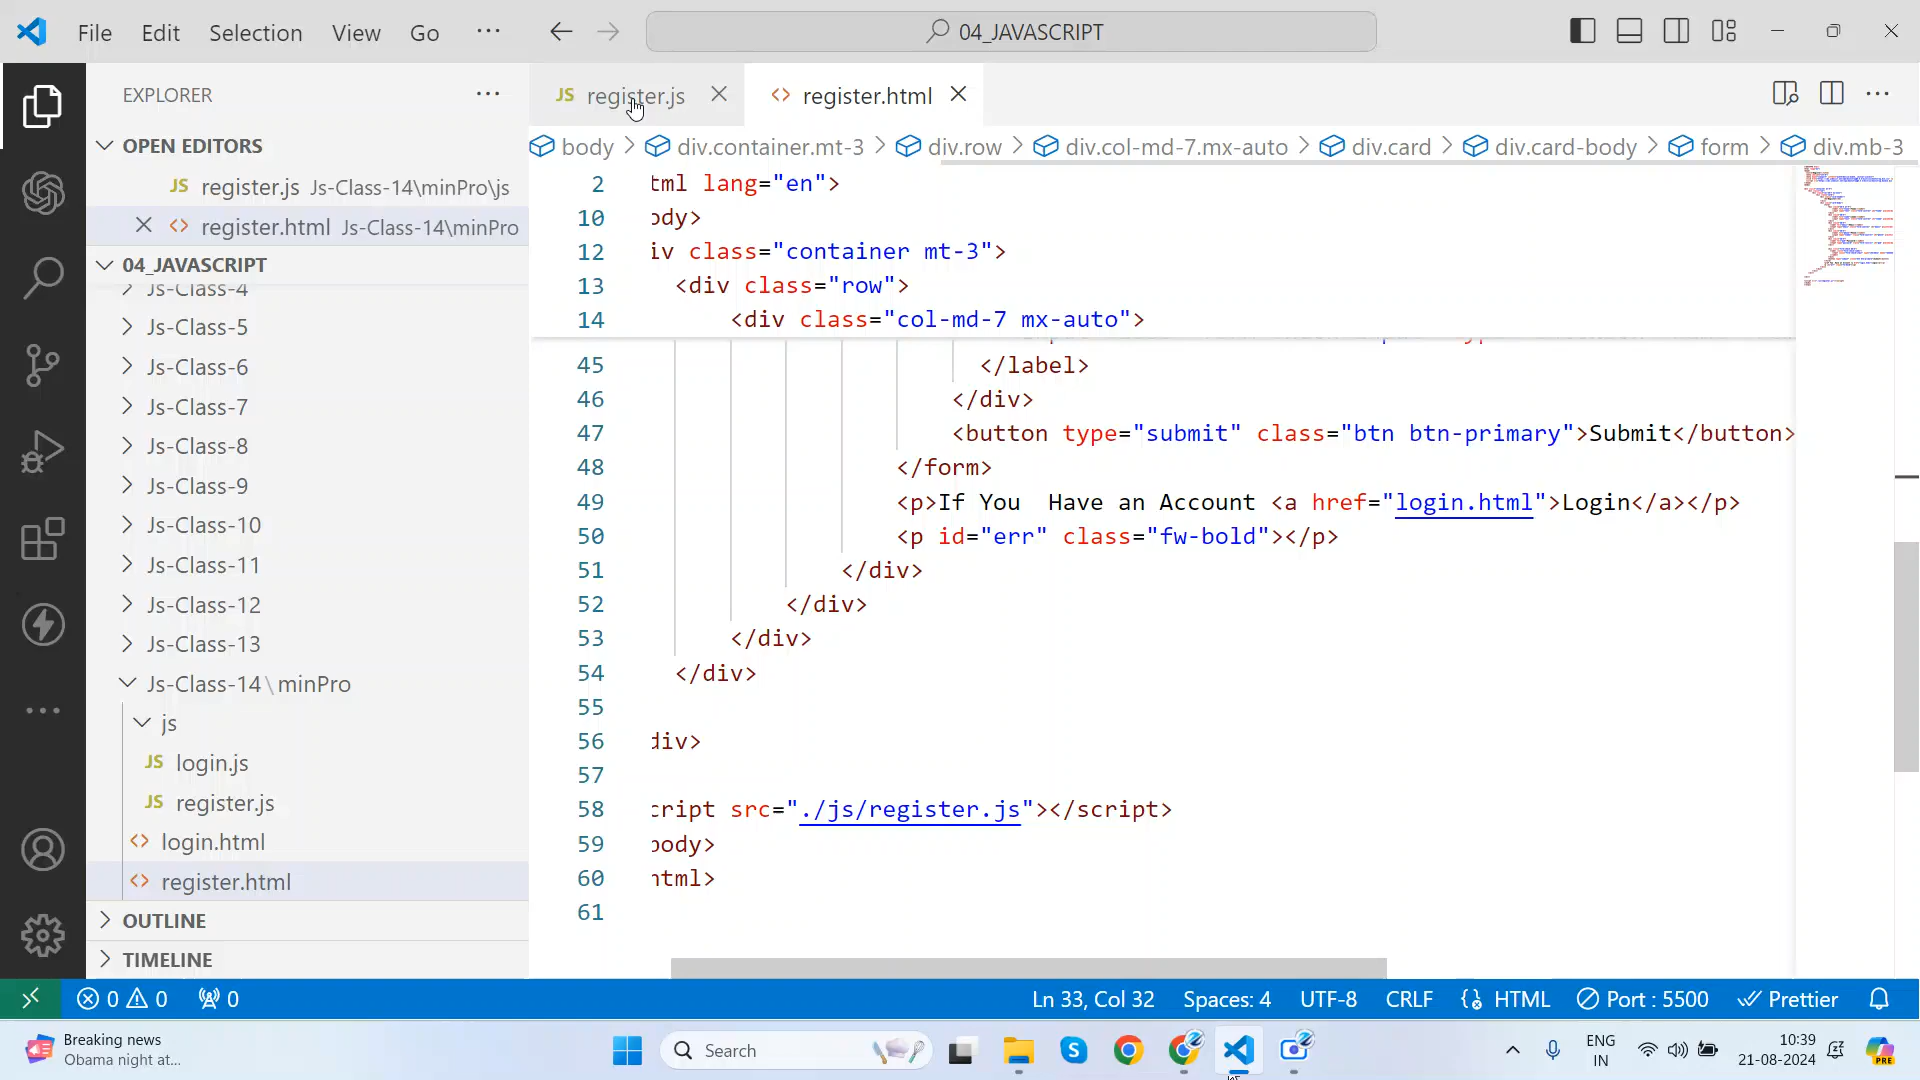 File Edit Selection View Go ··· 04_JAVASCRIPT
EXPLORER ···
OPEN EDITORS
JS register.js Js-Class-14\minPro\js
<> register.html Js-Class-14\minPro
04_JAVASCRIPT
Js-Class-4
Js-Class-5
Js-Class-6
Js-Class-7
Js-Class-8
Js-Class-9
Js-Class-10
Js-Class-11
Js-Class-12
Js-Class-13
Js-Class-14\minPro
js
JS login.js
JS register.js
<> login.html
<> register.html
OUTLINE
TIMELINE
JS register.js <> register.html
body > div.container.mt-3 > div.row > div.col-md-7.mx-auto > div.card > div.card-body > form > div.mb-3
2 tml lang="en">
10 ody>
12 iv class="container mt-3">
13 <div class="row">
14 <div class="col-md-7 mx-auto">
45 </label>
46 </div>
47 <button type="submit" class="btn btn-primary">Submit</button>
48 </form>
49 <p>If You  Have an Account <a href="login.html">Login</a></p>
50 <p id="err" class="fw-bold"></p>
51 </div>
52 </div>
53 </div>
54 </div>
55
56 div>
57
58 cript src="./js/register.js"></script>
59 body>
60 html>
61
0 0 0 Ln 33, Col 32 Spaces: 4 UTF-8 CRLF HTML Port : 5500 Prettier
Breaking news
Obama night at...
Search
ENG
IN
10:39
21-08-2024
PRE